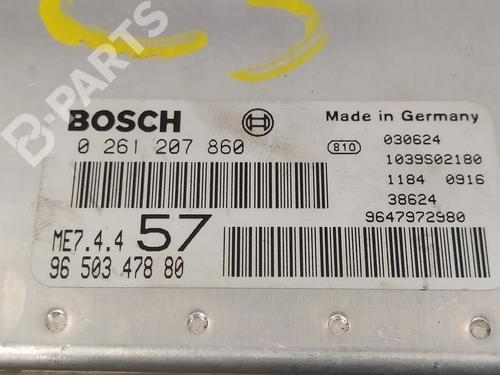 C3
B-PARTS
BOSCH
Made in Germany
0 261 207 860
810
030624
1039S02180
1184 0916
38624
9647972980
ME7.4.4 57
96 503 478 80